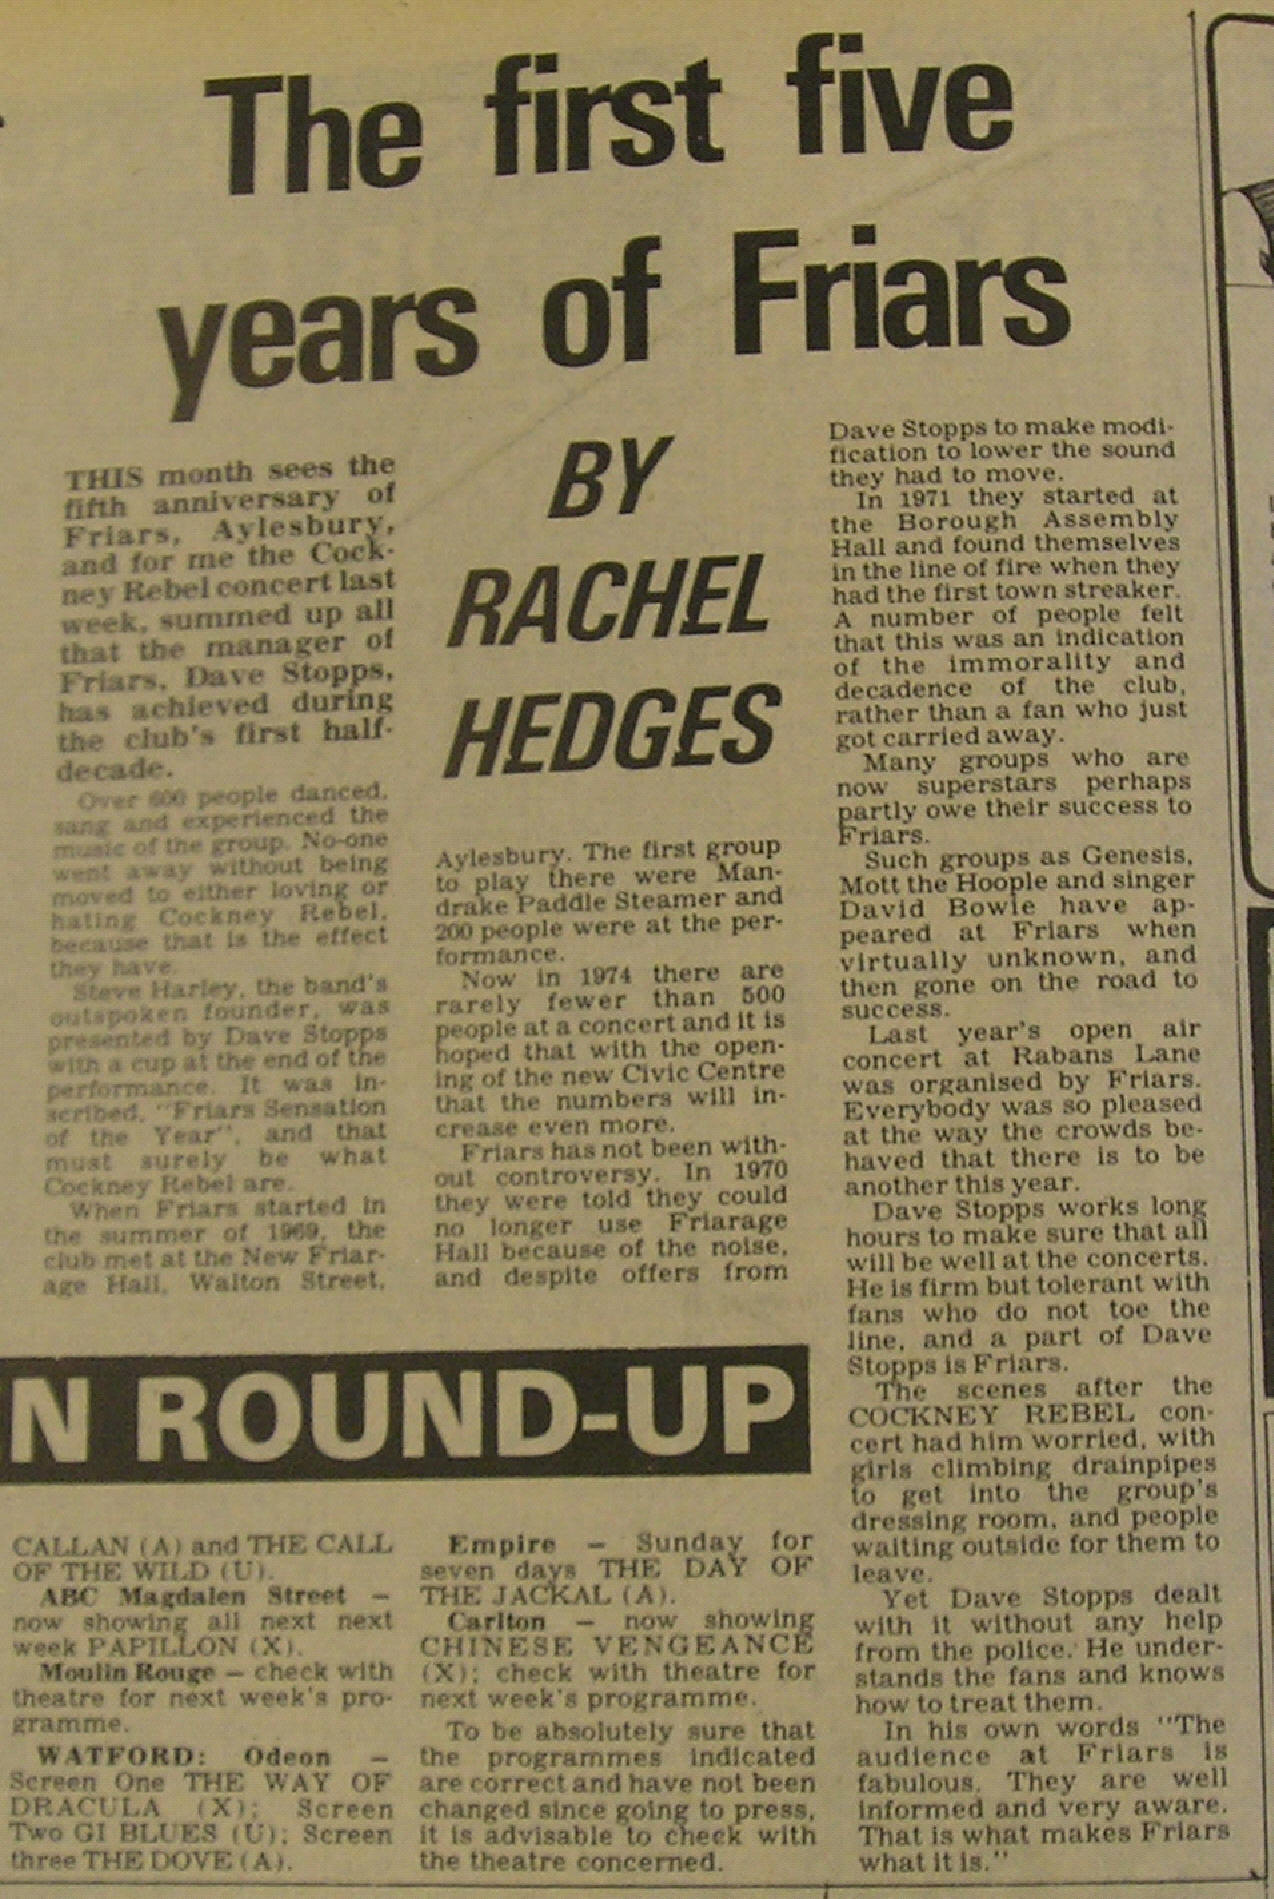 The first five
years of Friars
BY
RACHEL
HEDGES
THIS month sees the
fifth anniversary of
Friars, Aylesbury,
and for me the Cock-
ney Rebel concert last
week, summed up all
that the manager of
Friars, Dave Stopps,
has achieved during
the club's first half-
decade.
Over 600 people danced,
sang and experienced the
music of the group. No-one
went away without being
moved to either loving or
hating Cockney Rebel,
because that is the effect
they have.
Steve Harley, the band's
outspoken founder, was
presented by Dave Stopps
with a cup at the end of the
performance. It was in-
scribed, "Friars Sensation
of the Year", and that
must surely be what
Cockney Rebel are.
When Friars started in
the summer of 1969, the
club met at the New Friar-
age Hall, Walton Street,
Aylesbury. The first group
to play there were Man-
drake Paddle Steamer and
200 people were at the per-
formance.
Now in 1974 there are
rarely fewer than 500
people at a concert and it is
hoped that with the open-
ing of the new Civic Centre
that the numbers will in-
crease even more.
Friars has not been with-
out controversy. In 1970
they were told they could
no longer use Friarage
Hall because of the noise,
and despite offers from
Dave Stopps to make modi-
fication to lower the sound
they had to move.
In 1971 they started at
the Borough Assembly
Hall and found themselves
in the line of fire when they
had the first town streaker.
A number of people felt
that this was an indication
of the immorality and
decadence of the club,
rather than a fan who just
got carried away.
Many groups who are
now superstars perhaps
partly owe their success to
Friars.
Such groups as Genesis,
Mott the Hoople and singer
David Bowie have ap-
peared at Friars when
virtually unknown, and
then gone on the road to
success.
Last year's open air
concert at Rabans Lane
was organised by Friars.
Everybody was so pleased
at the way the crowds be-
haved that there is to be
another this year.
Dave Stopps works long
hours to make sure that all
will be well at the concerts.
He is firm but tolerant with
fans who do not toe the
line, and a part of Dave
Stopps is Friars.
The scenes after the
COCKNEY REBEL con-
cert had him worried, with
girls climbing drainpipes
to get into the group's
dressing room, and people
waiting outside for them to
leave.
Yet Dave Stopps dealt
with it without any help
from the police. He under-
stands the fans and knows
how to treat them.
In his own words "The
audience at Friars is
fabulous. They are well
informed and very aware.
That is what makes Friars
what it is."
N ROUND-UP
CALLAN (A) and THE CALL
OF THE WILD (U).
ABC Magdalen Street –
now showing all next next
week PAPILLON (X).
Moulin Rouge – check with
theatre for next week's pro-
gramme.
WATFORD: Odeon –
Screen One THE WAY OF
DRACULA (X); Screen
Two GI BLUES (U); Screen
three THE DOVE (A).
Empire – Sunday for
seven days THE DAY OF
THE JACKAL (A).
Carlton – now showing
CHINESE VENGEANCE
(X); check with theatre for
next week's programme.
To be absolutely sure that
the programmes indicated
are correct and have not been
changed since going to press,
it is advisable to check with
the theatre concerned.